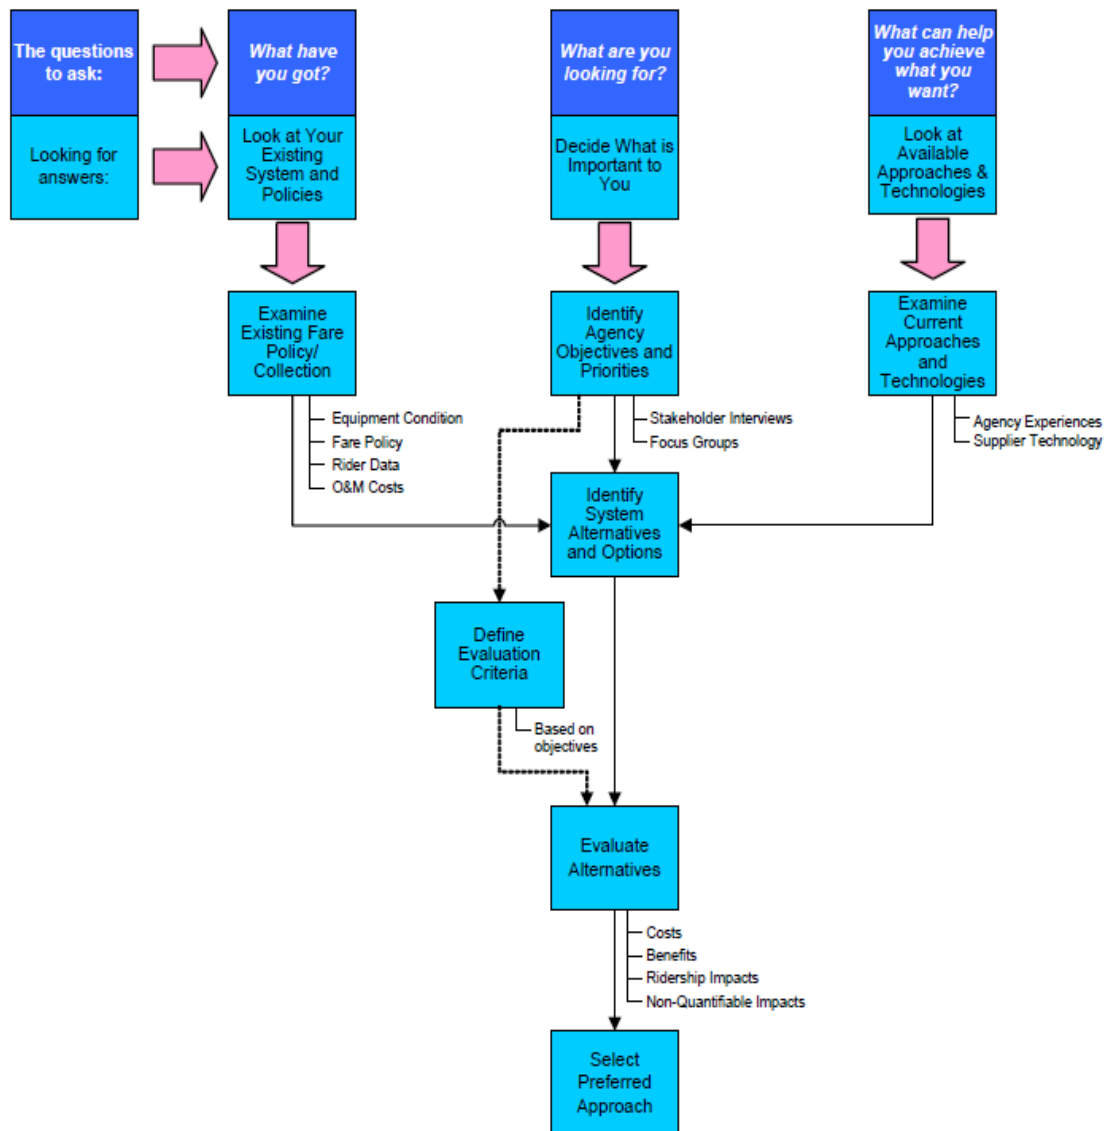 The questions
to ask:
What have
you got?
What are you
looking for?
What can help
you achieve
what you
want?
Looking for
answers:
Look at Your
Existing
System and
Policies
Decide What is
Important to
You
Look at
Available
Approaches &
Technologies
Examine
Existing Fare
Policy/
Collection
Identify
Agency
Objectives and
Priorities
Examine
Current
Approaches
and
Technologies
Equipment Condition
Fare Policy
Rider Data
O&M Costs
Stakeholder Interviews
Focus Groups
Agency Experiences
Supplier Technology
Identify
System
Alternatives
and Options
Define
Evaluation
Criteria
Based on
objectives
Evaluate
Alternatives
Costs
Benefits
Ridership Impacts
Non-Quantifiable Impacts
Select
Preferred
Approach